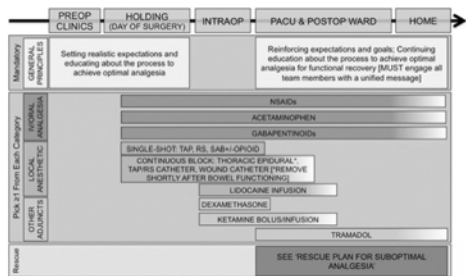 PREOP
CLINICS
HOLDING
(DAY OF SURGERY)
INTRAOP
PACU & POSTOP WARD
HOME
Mandatory
GENERAL
PRINCIPLES
Setting realistic expectations and
educating about the process to
achieve optimal analgesia
Reinforcing expectations and goals; Continuing
education about the process to achieve optimal
analgesia for functional recovery [MUST engage all
team members with a unified message]
Pick ≥1 From Each Category
IV/ORAL
ANALGESIA
NSAIDs
ACETAMINOPHEN
GABAPENTINOIDS
LOCAL
ANESTHETIC
SINGLE-SHOT: TAP, RS, SAB+/-OPIOID
CONTINUOUS BLOCK: THORACIC EPIDURAL*,
TAP/RS CATHETER, WOUND CATHETER [*REMOVE
SHORTLY AFTER BOWEL FUNCTIONING]
LIDOCAINE INFUSION
OTHER
ADJUNCTS
DEXAMETHASONE
KETAMINE BOLUS/INFUSION
TRAMADOL
Rescue
SEE 'RESCUE PLAN FOR SUBOPTIMAL
ANALGESIA'